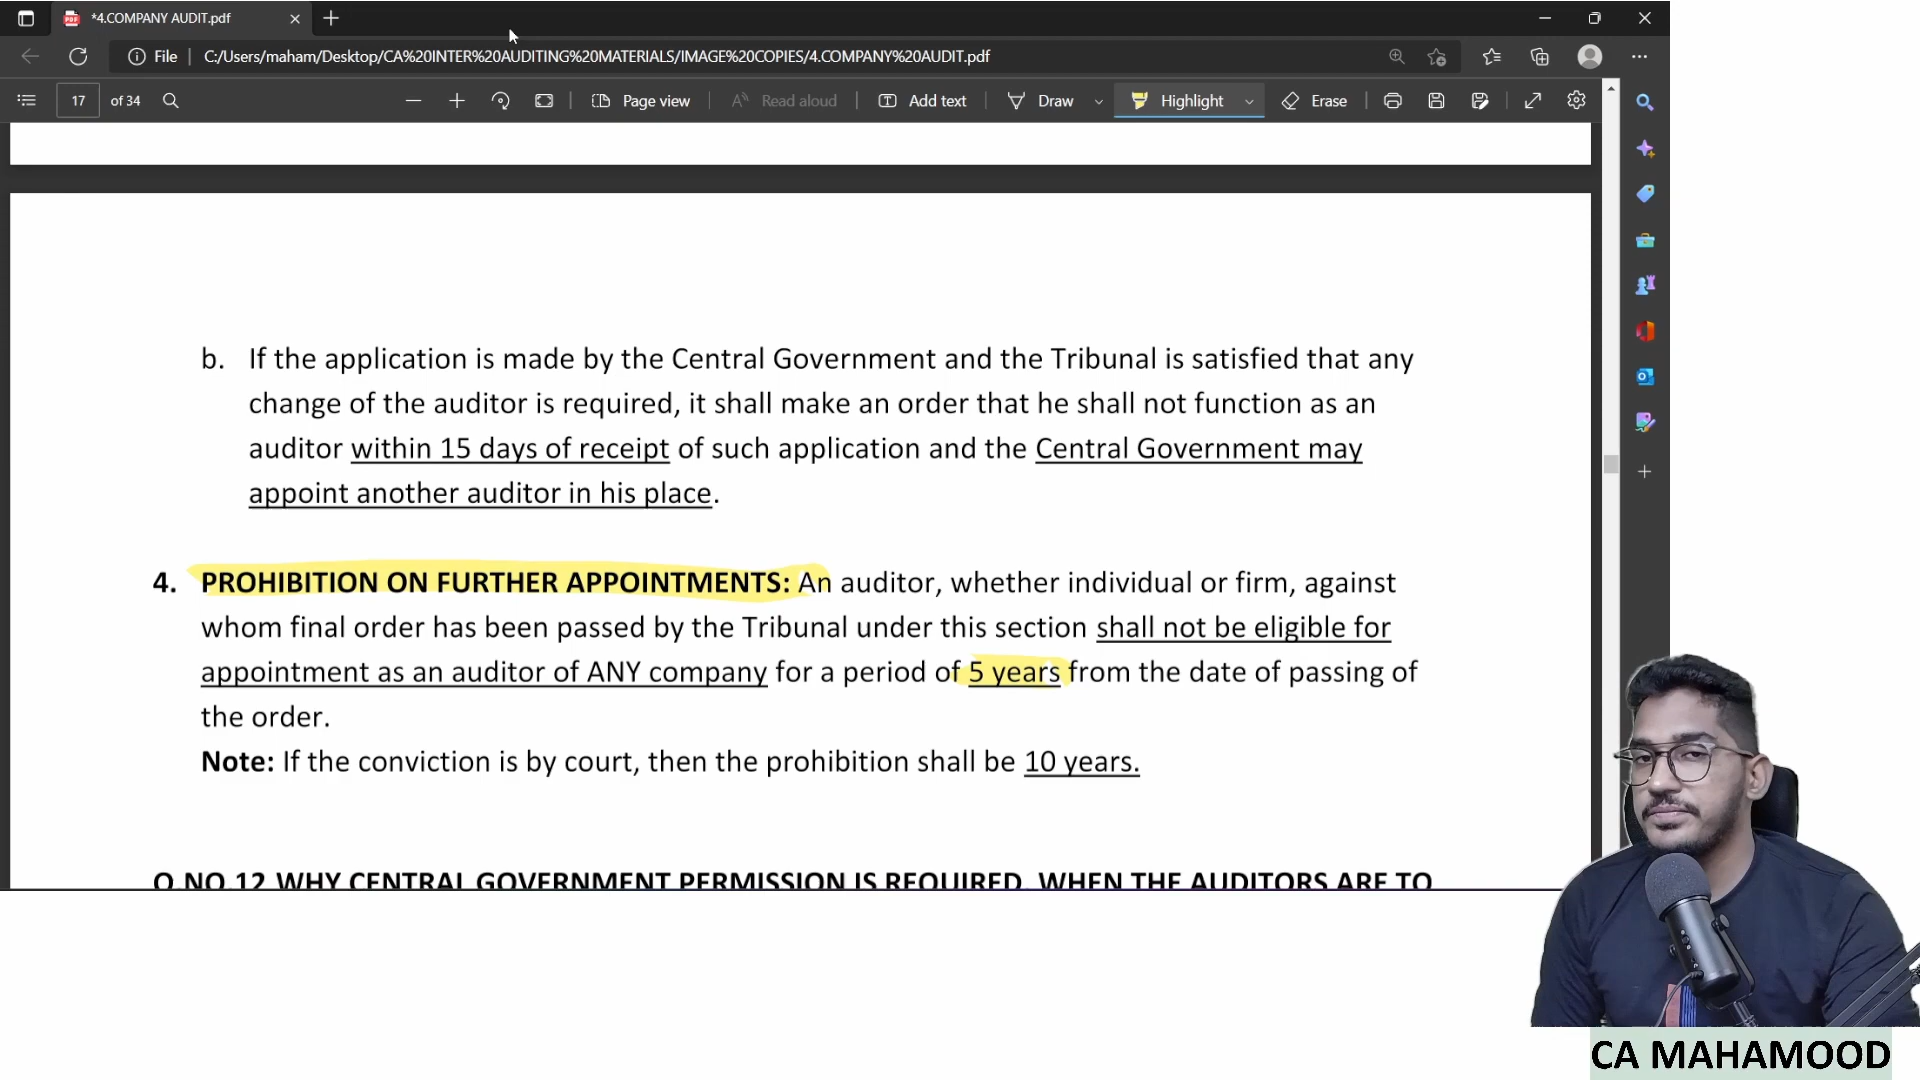 *4.COMPANY AUDIT.pdf
File
C:/Users/maham/Desktop/CA%20INTER%20AUDITING%20MATERIALS/IMAGE%20COPIES/4.COMPANY%20AUDIT.pdf
17 of 34
Page view
Read aloud
Add text
Draw
Highlight
Erase
b. If the application is made by the Central Government and the Tribunal is satisfied that any
change of the auditor is required, it shall make an order that he shall not function as an
auditor within 15 days of receipt of such application and the Central Government may
appoint another auditor in his place.
4. PROHIBITION ON FURTHER APPOINTMENTS: An auditor, whether individual or firm, against
whom final order has been passed by the Tribunal under this section shall not be eligible for
appointment as an auditor of ANY company for a period of 5 years from the date of passing of
the order.
Note: If the conviction is by court, then the prohibition shall be 10 years.
Q.NO.12 WHY CENTRAL GOVERNMENT PERMISSION IS REQUIRED, WHEN THE AUDITORS ARE TO
CA MAHAMOOD